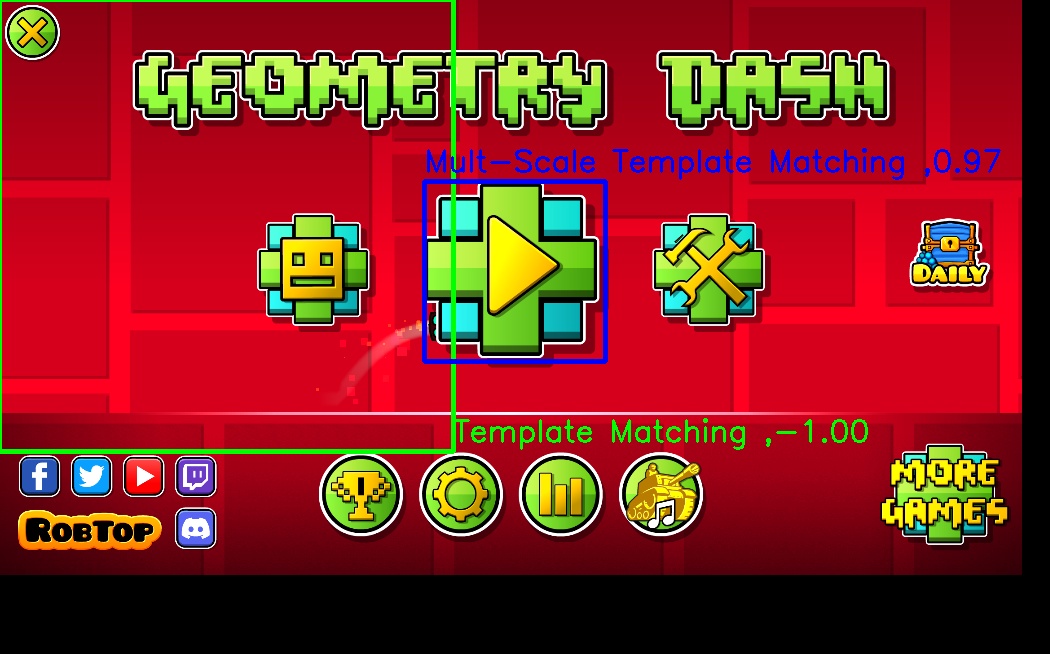 GEOMETRY DASH
Mult-Scale Template Matching ,0.97
DAILY
Template Matching ,-1.00
MORE
GAMES
ROBTOP